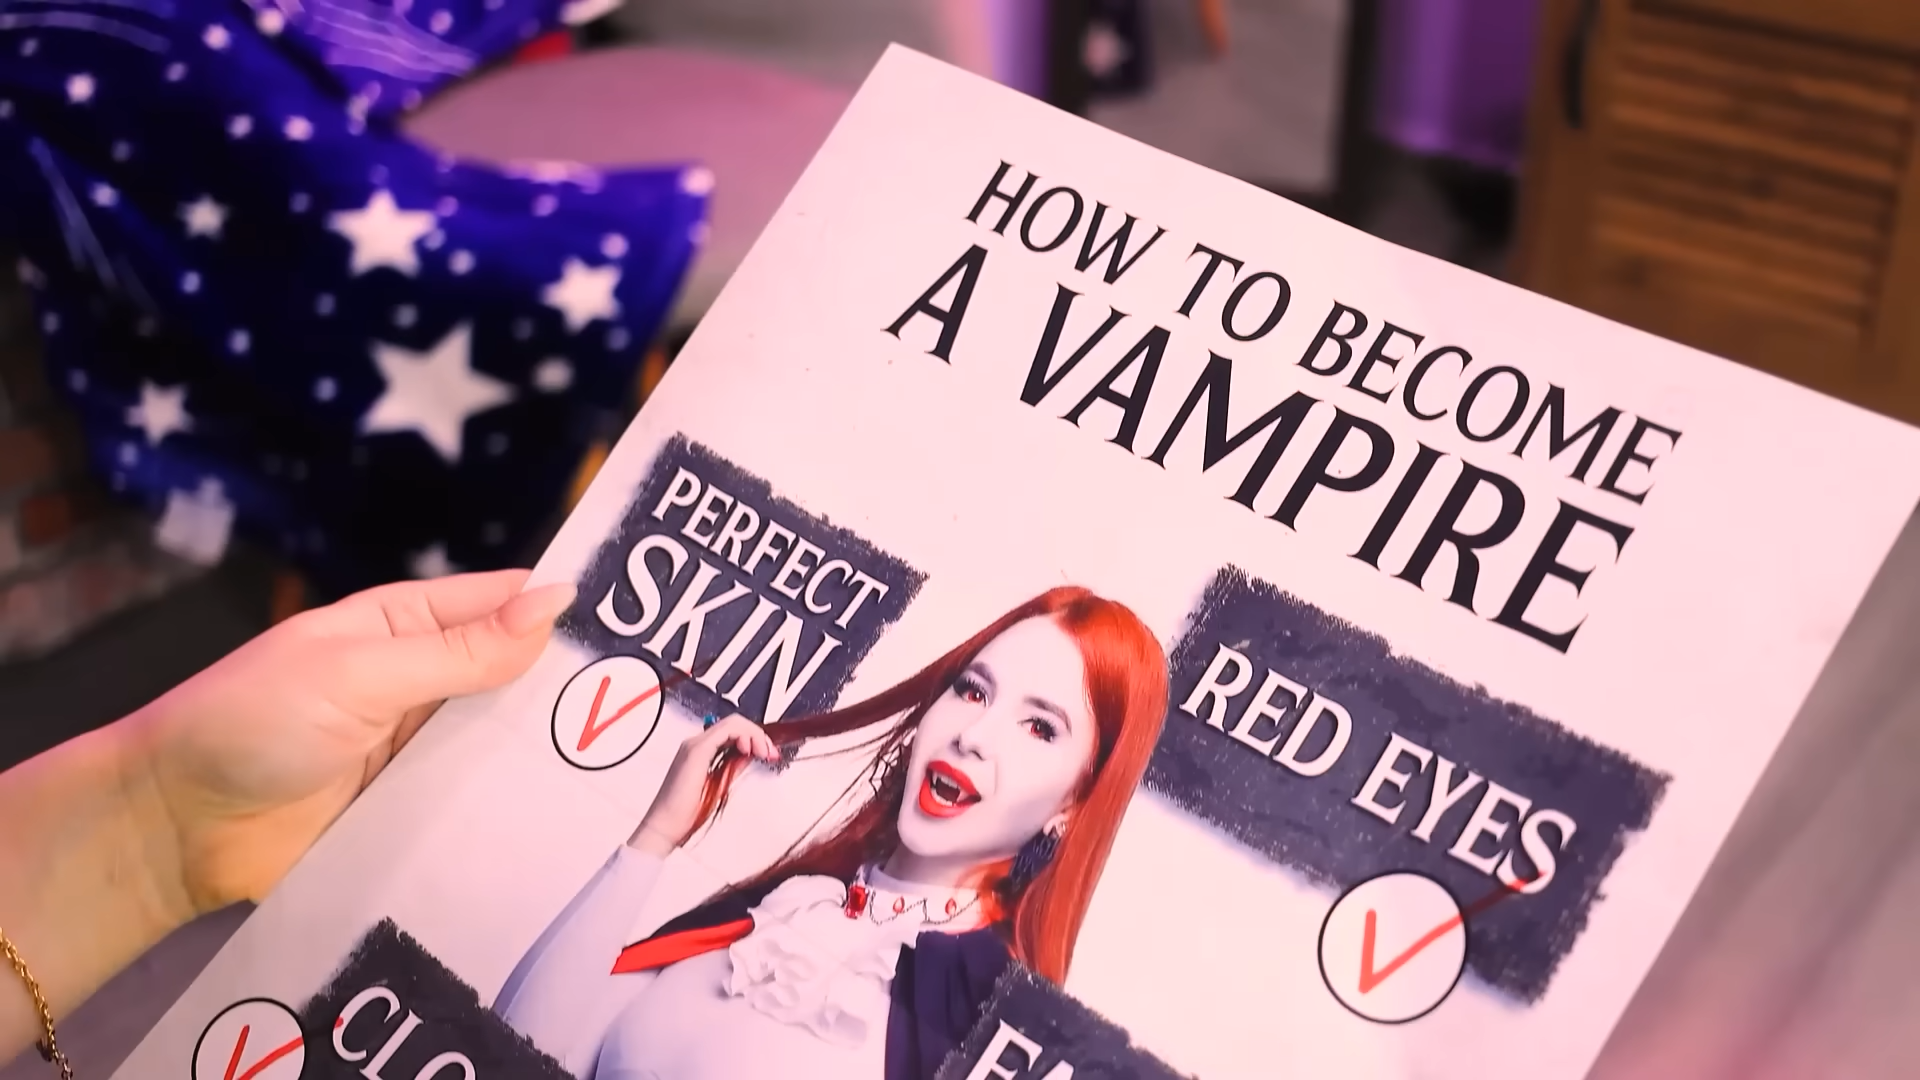 HOW TO BECOME
A VAMPIRE
PERFECT
SKIN
RED EYES